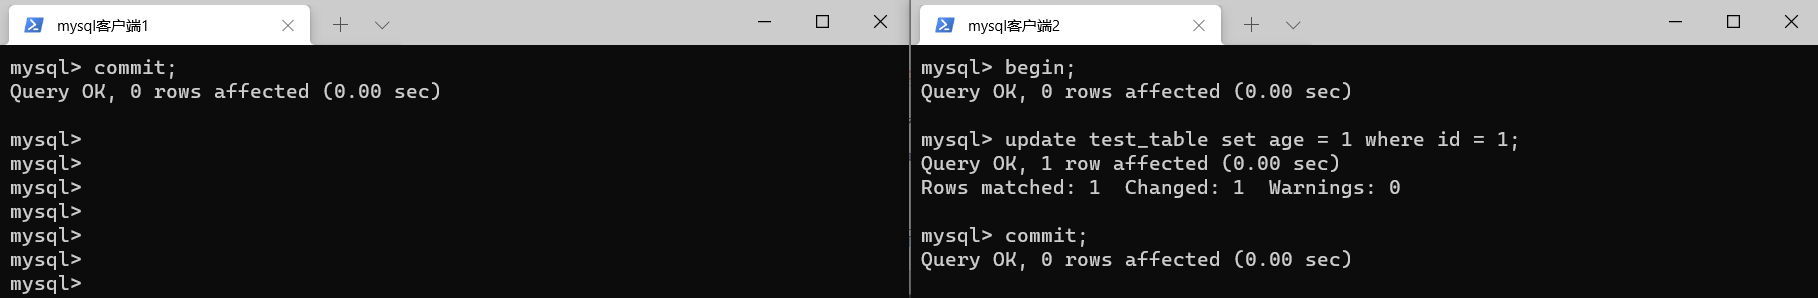 mysql客户端1
mysql> commit;
Query OK, 0 rows affected (0.00 sec)
mysql>
mysql>
mysql>
mysql>
mysql>
mysql>
mysql>
mysql客户端2
mysql> begin;
Query OK, 0 rows affected (0.00 sec)
mysql> update test_table set age = 1 where id = 1;
Query OK, 1 row affected (0.00 sec)
Rows matched: 1  Changed: 1  Warnings: 0
mysql> commit;
Query OK, 0 rows affected (0.00 sec)